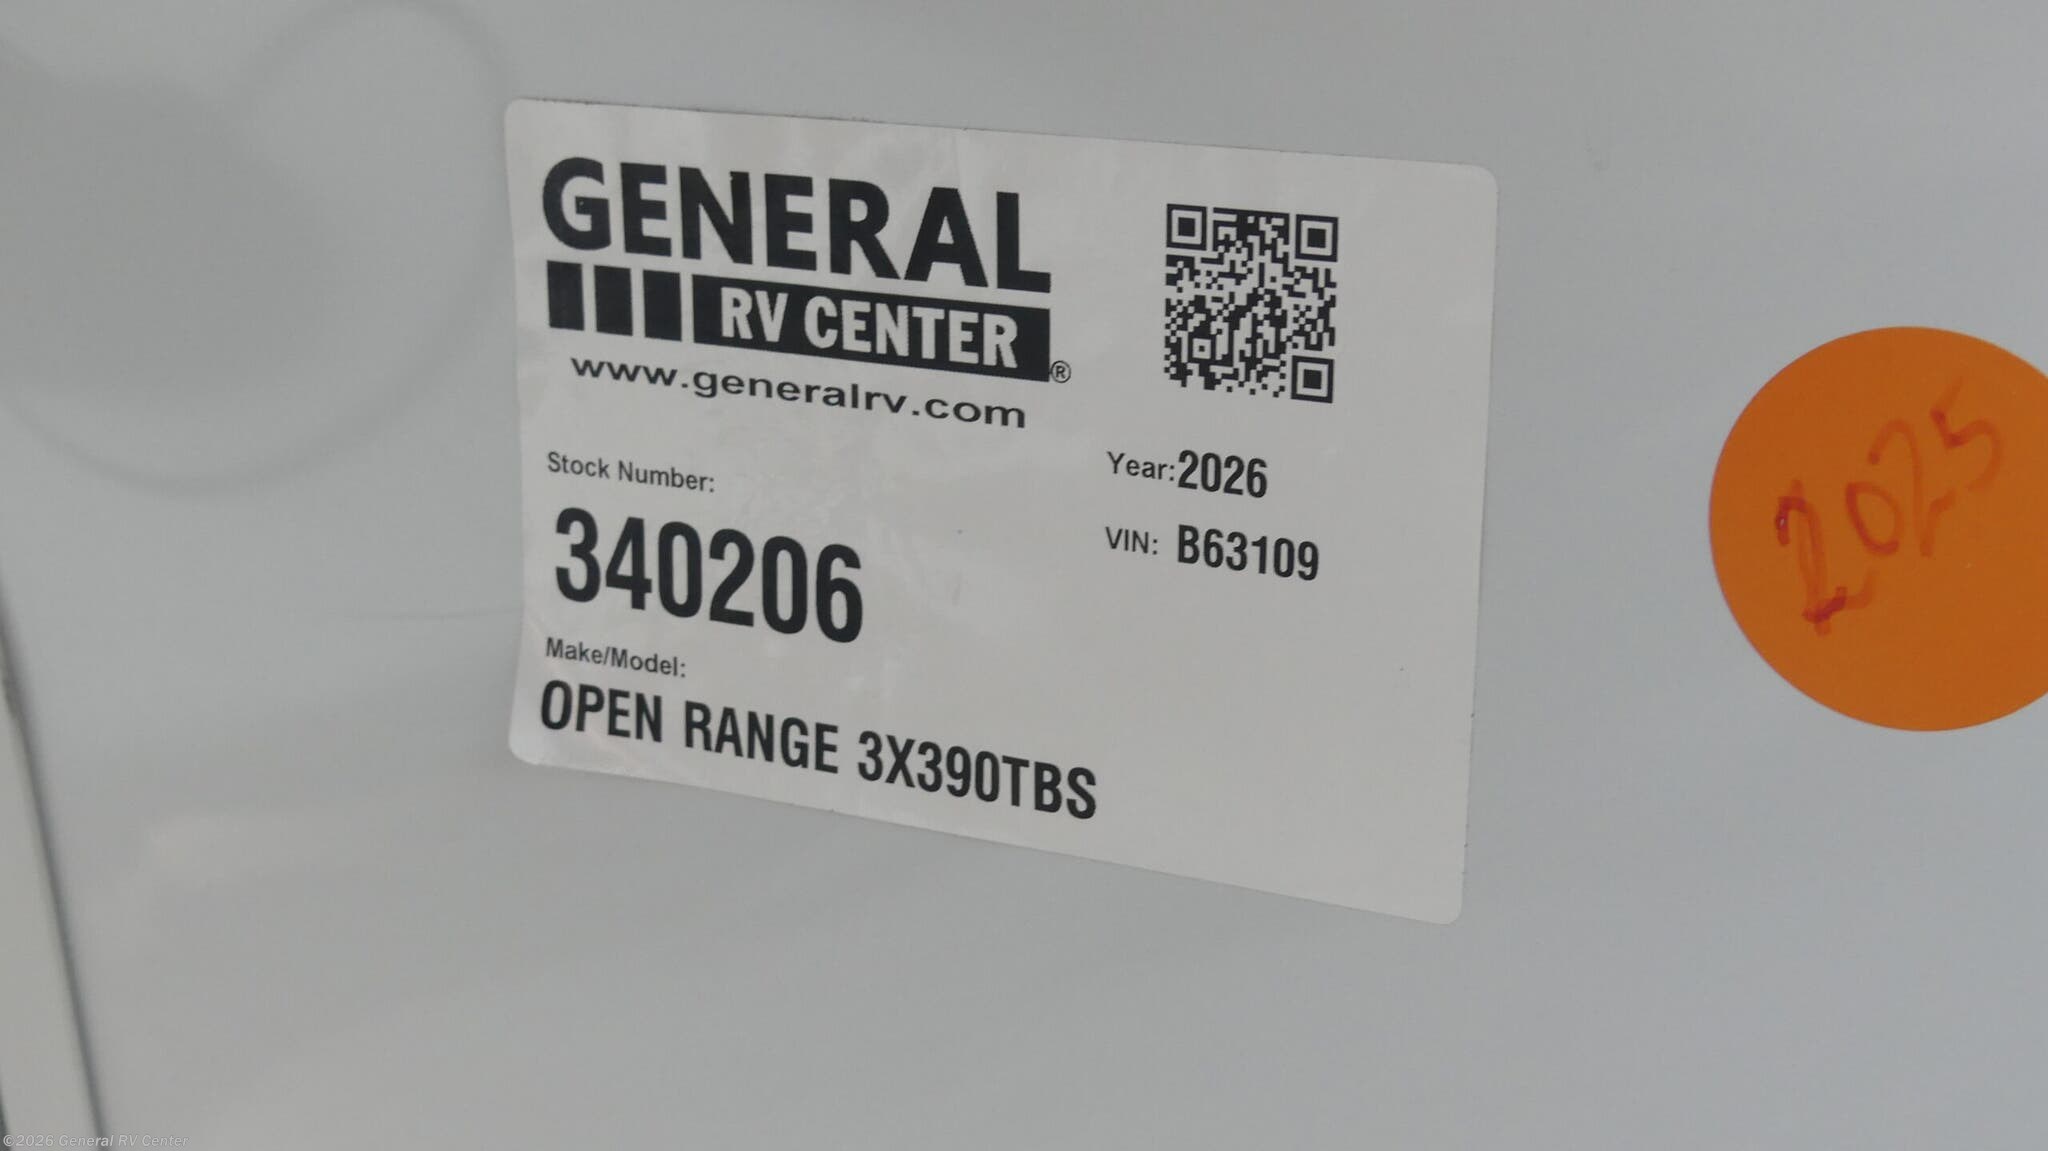 GENERAL
RV CENTER®
www.generalrv.com
Stock Number:
340206
Make/Model:
OPEN RANGE 3X390TBS
Year: 2026
VIN: B63109
2025
©2026 General RV Center